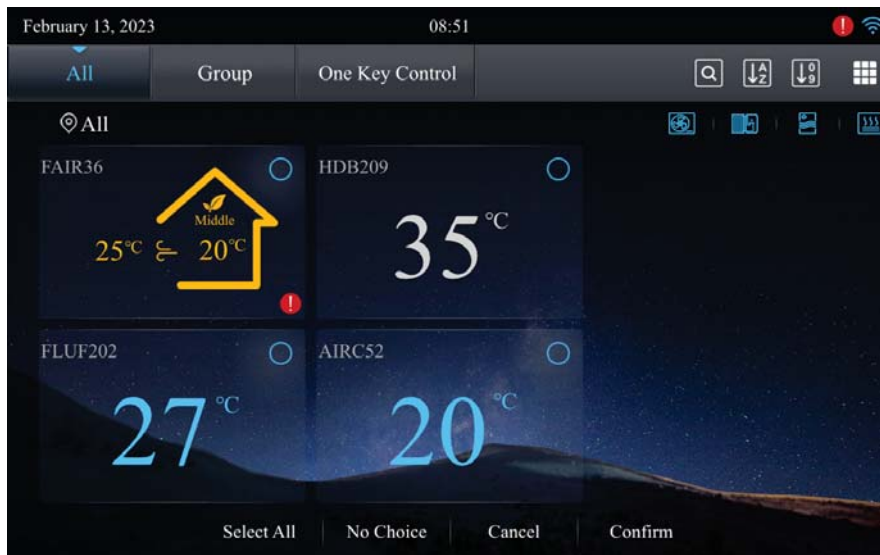 February 13, 2023 08:51
All Group One Key Control
All
FAIR36 HDB209
Middle
25℃ 20℃
35℃
FLUF202 AIRC52
27℃ 20℃
Select All No Choice Cancel Confirm